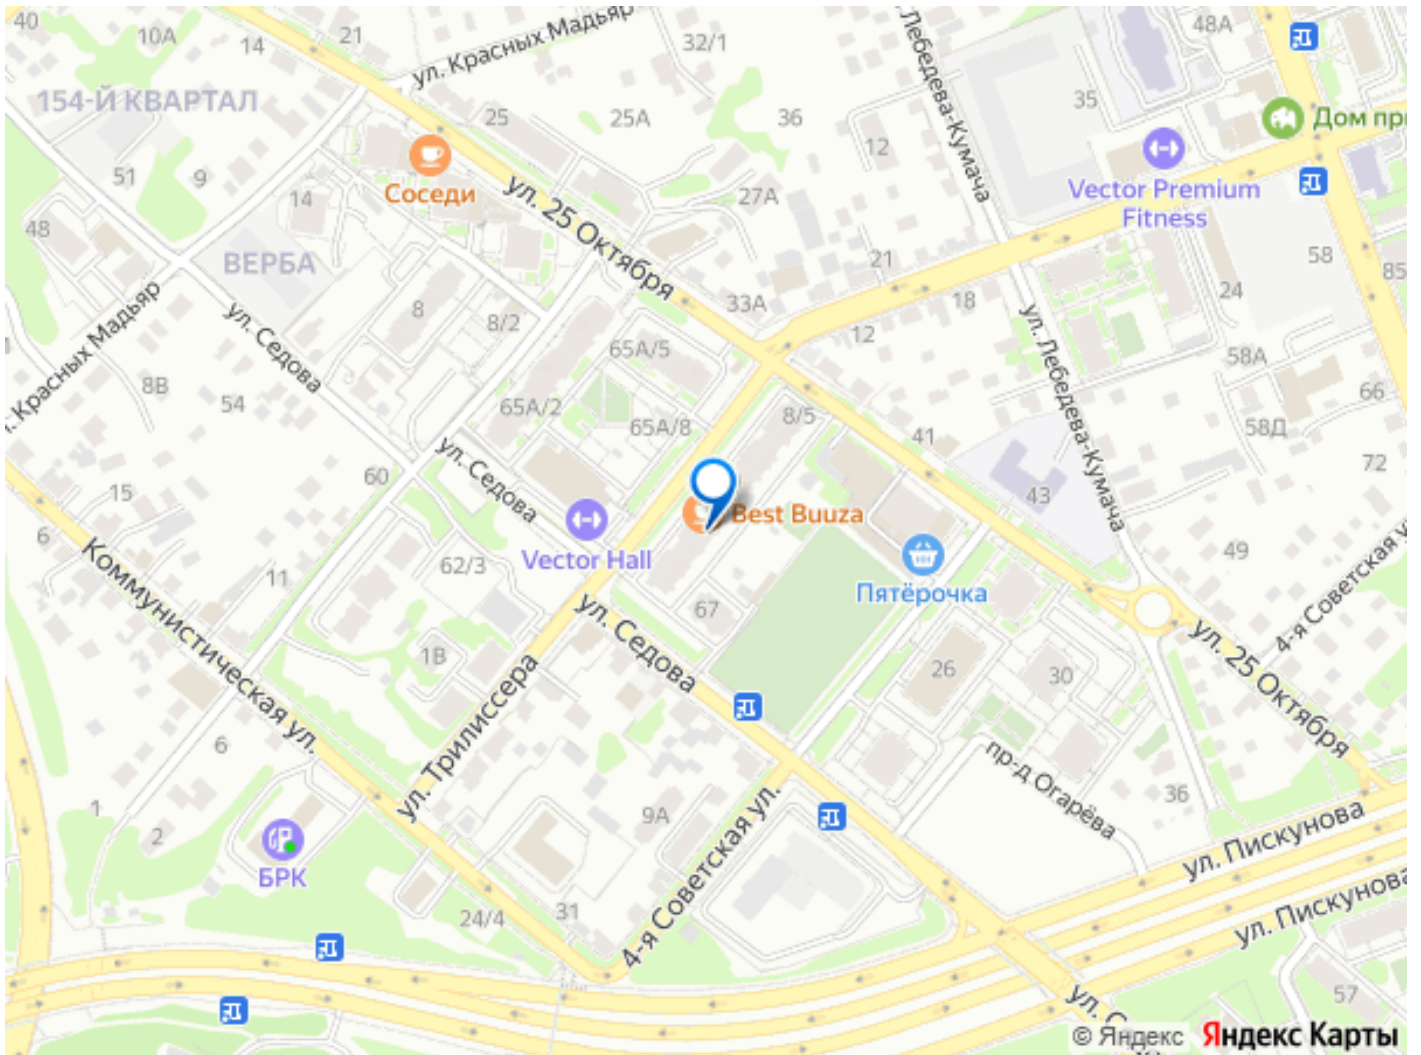 40
10А
14
21
ул. Красных Мадьяр
32/1
Лебедева-Кумача
48А
154-Й КВАРТАЛ
25
25А
36
35
Дом при
51
9
14
Соседи
12
Vector Premium
Fitness
ул. 25 Октября
27А
48
ВЕРБА
21
58
85
8
8/2
33А
18
24
Красных Мадьяр
ул. Седова
65А/5
12
ул. Лебедева-Кумача
58А
8В
54
65А/2
65А/8
8/5
41
66
58Д
ул. Седова
60
72
15
43
6
Best Buuza
Vector Hall
49
4-я Советская у
Коммунистическая ул.
11
62/3
Пятёрочка
67
ул. Седова
1В
26
30
ул. 25 Октября
ул. Трилиссера
6
пр-д Огарёва
36
1
2
9А
4-я Советская ул.
ул. Пискунова
БРК
24/4
31
ул. Пискунова
57
ул. С
© Яндекс
Яндекс Карты